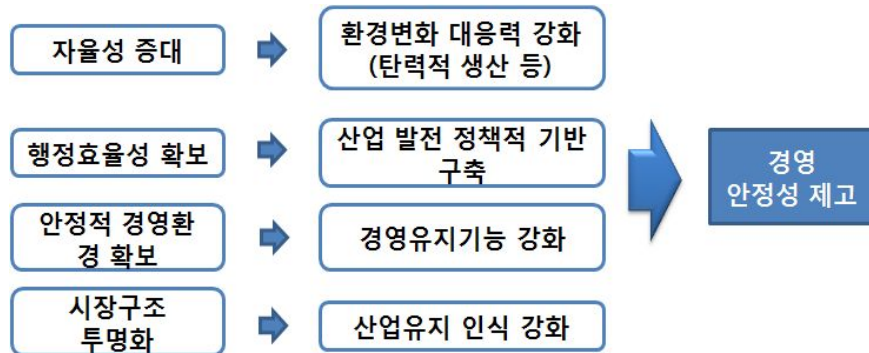 자율성 증대
환경변화 대응력 강화
(탄력적 생산 등)
행정효율성 확보
산업 발전 정책적 기반
구축
안정적 경영환
경 확보
경영유지기능 강화
시장구조
투명화
산업유지 인식 강화
경영
안정성 제고